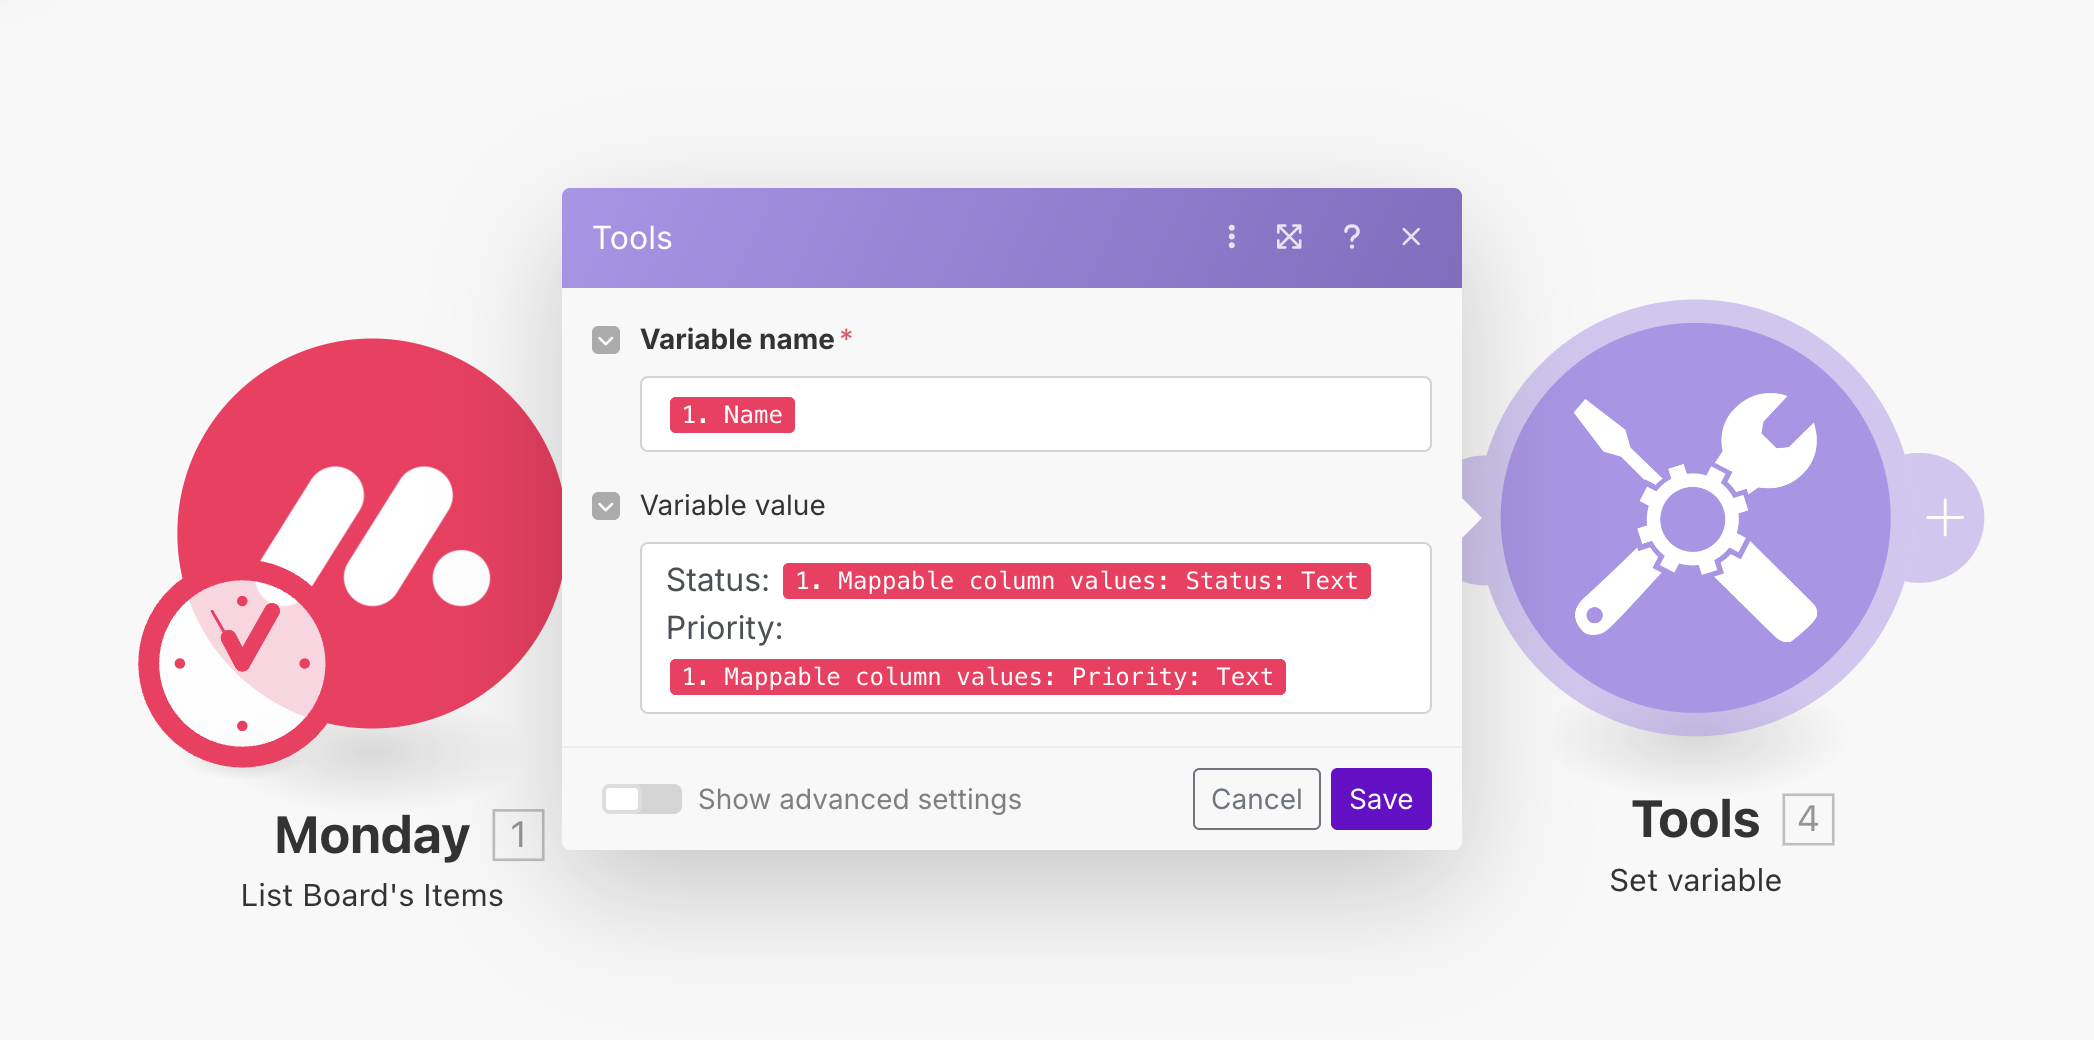 Tools
?
Variable name *
1. Name
Variable value
Status: 1. Mappable column values: Status: Text
Priority:
1. Mappable column values: Priority: Text
Show advanced settings
Cancel
Save
Monday 1
List Board's Items
Tools 4
Set variable